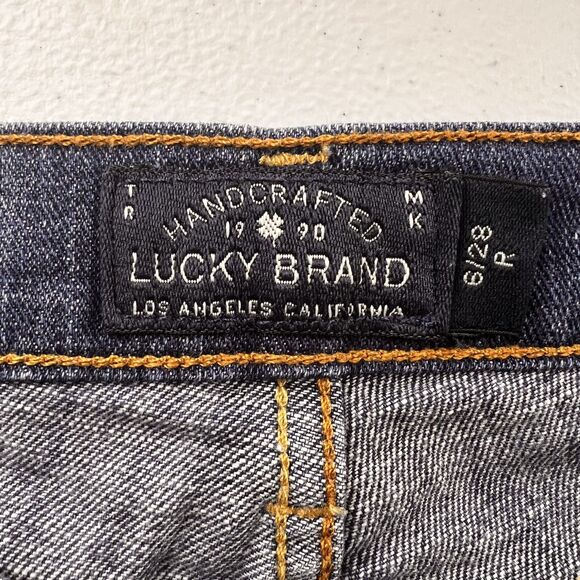 TR MK
HANDCRAFTED
19 90
LUCKY BRAND
LOS ANGELES CALIFORNIA
6/28
R